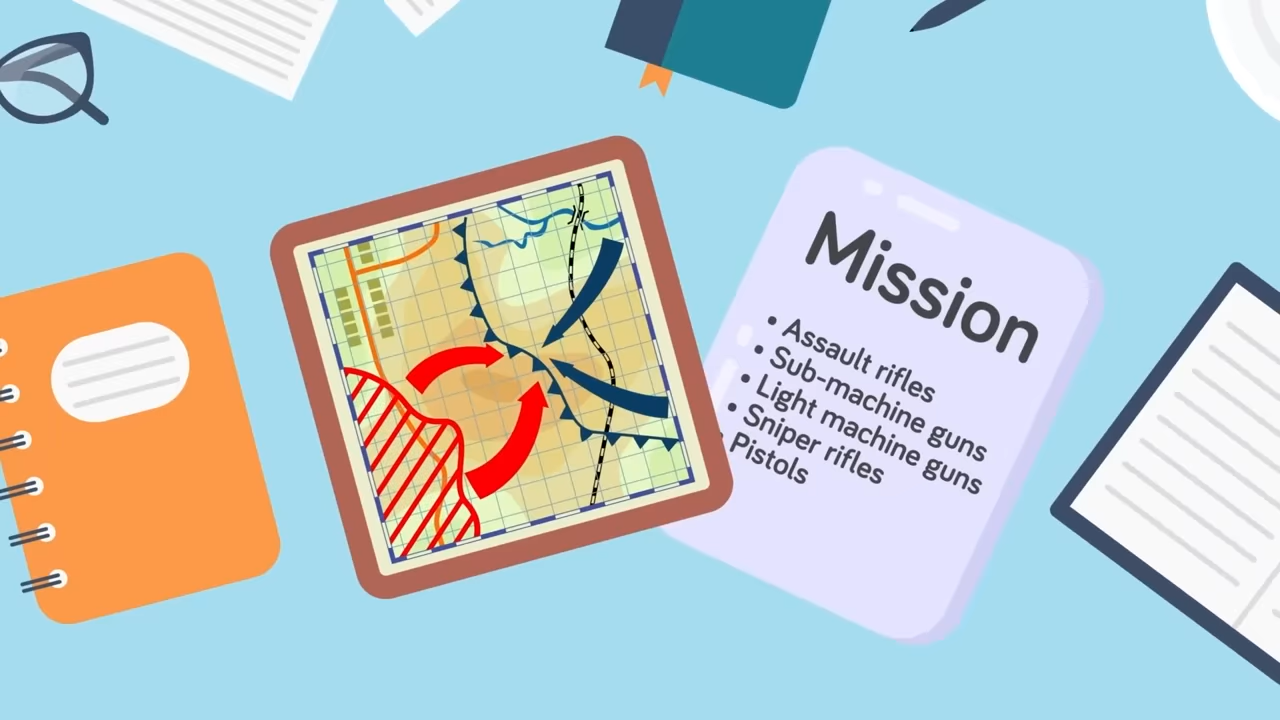 Mission
• Assault rifles
• Sub-machine guns
• Light machine guns
• Sniper rifles
• Pistols